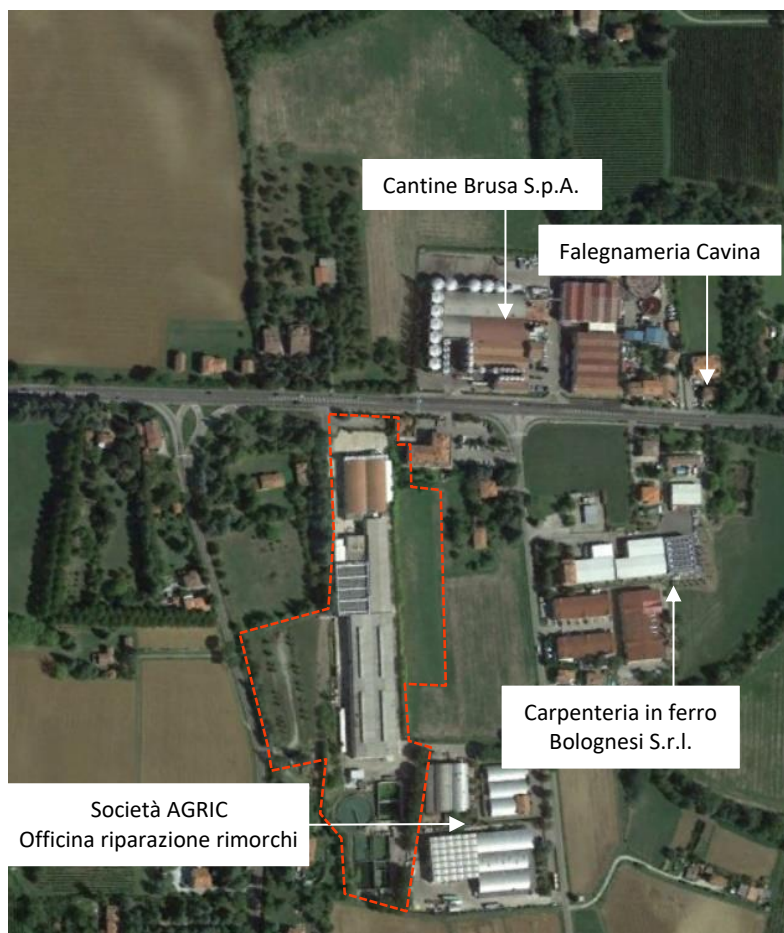 Cantine Brusa S.p.A.
Falegnameria Cavina
Carpenteria in ferro
Bolognesi S.r.l.
Società AGRIC
Officina riparazione rimorchi